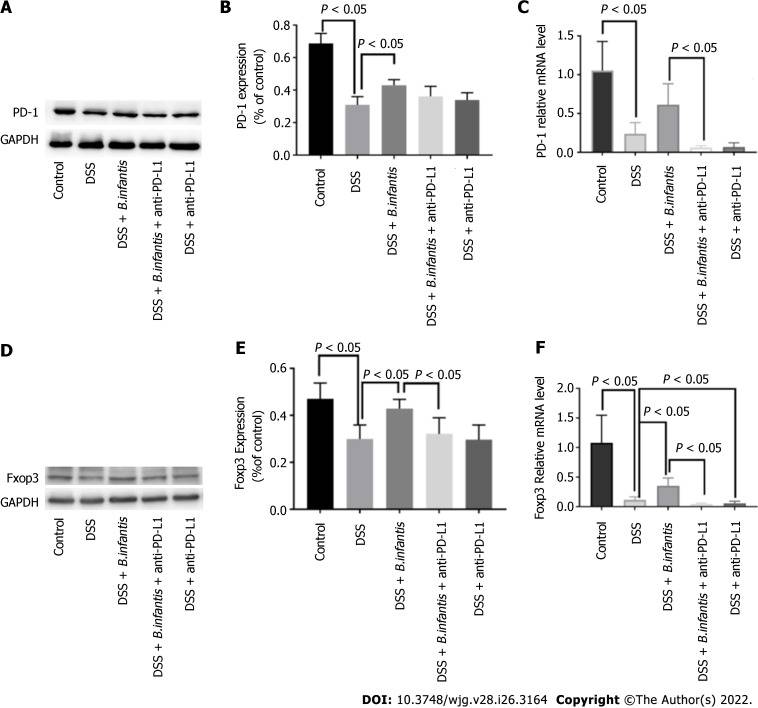 A
PD-1
GAPDH
Control
DSS
DSS + B.infantis
DSS + B.infantis + anti-PD-L1
DSS + anti-PD-L1
B
P < 0.05
P < 0.05
PD-1 expression
(% of control)
0.8
0.6
0.4
0.2
0.0
Control
DSS
DSS + B.infantis
DSS + B.infantis + anti-PD-L1
DSS + anti-PD-L1
C
P < 0.05
P < 0.05
PD-1 relative mRNA level
1.5
1.0
0.5
0.0
Control
DSS
DSS + B.infantis
DSS + B.infantis + anti-PD-L1
DSS + anti-PD-L1
D
Fxop3
GAPDH
Control
DSS
DSS + B.infantis
DSS + B.infantis + anti-PD-L1
DSS + anti-PD-L1
E
P < 0.05
P < 0.05
P < 0.05
Foxp3 Expression
(%of control)
0.6
0.4
0.2
0.0
Control
DSS
DSS + B.infantis
DSS + B.infantis + anti-PD-L1
DSS + anti-PD-L1
F
P < 0.05
P < 0.05
P < 0.05
P < 0.05
Foxp3 Relative mRNA level
2.0
1.5
1.0
0.5
0.0
Control
DSS
DSS + B.infantis
DSS + B.infantis + anti-PD-L1
DSS + anti-PD-L1
DOI: 10.3748/wjg.v28.i26.3164 Copyright ©The Author(s) 2022.